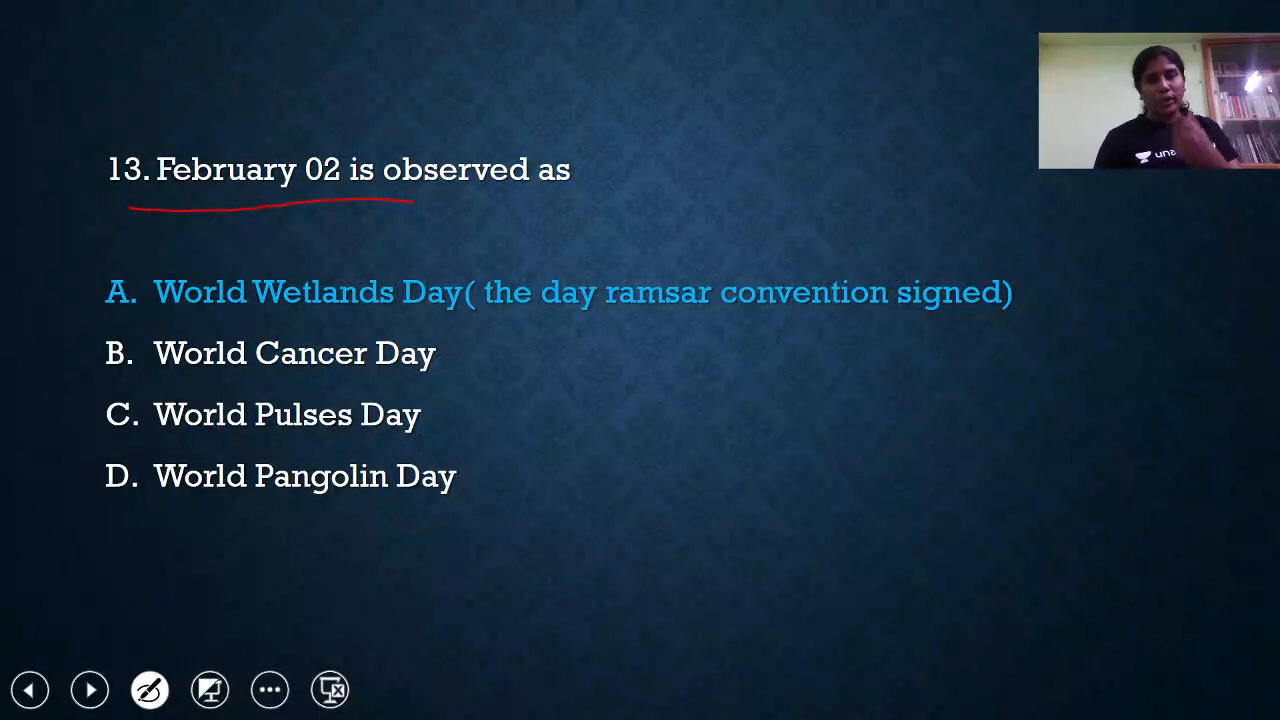 13. February 02 is observed as
A. World Wetlands Day( the day ramsar convention signed)
B. World Cancer Day
C. World Pulses Day
D. World Pangolin Day
una